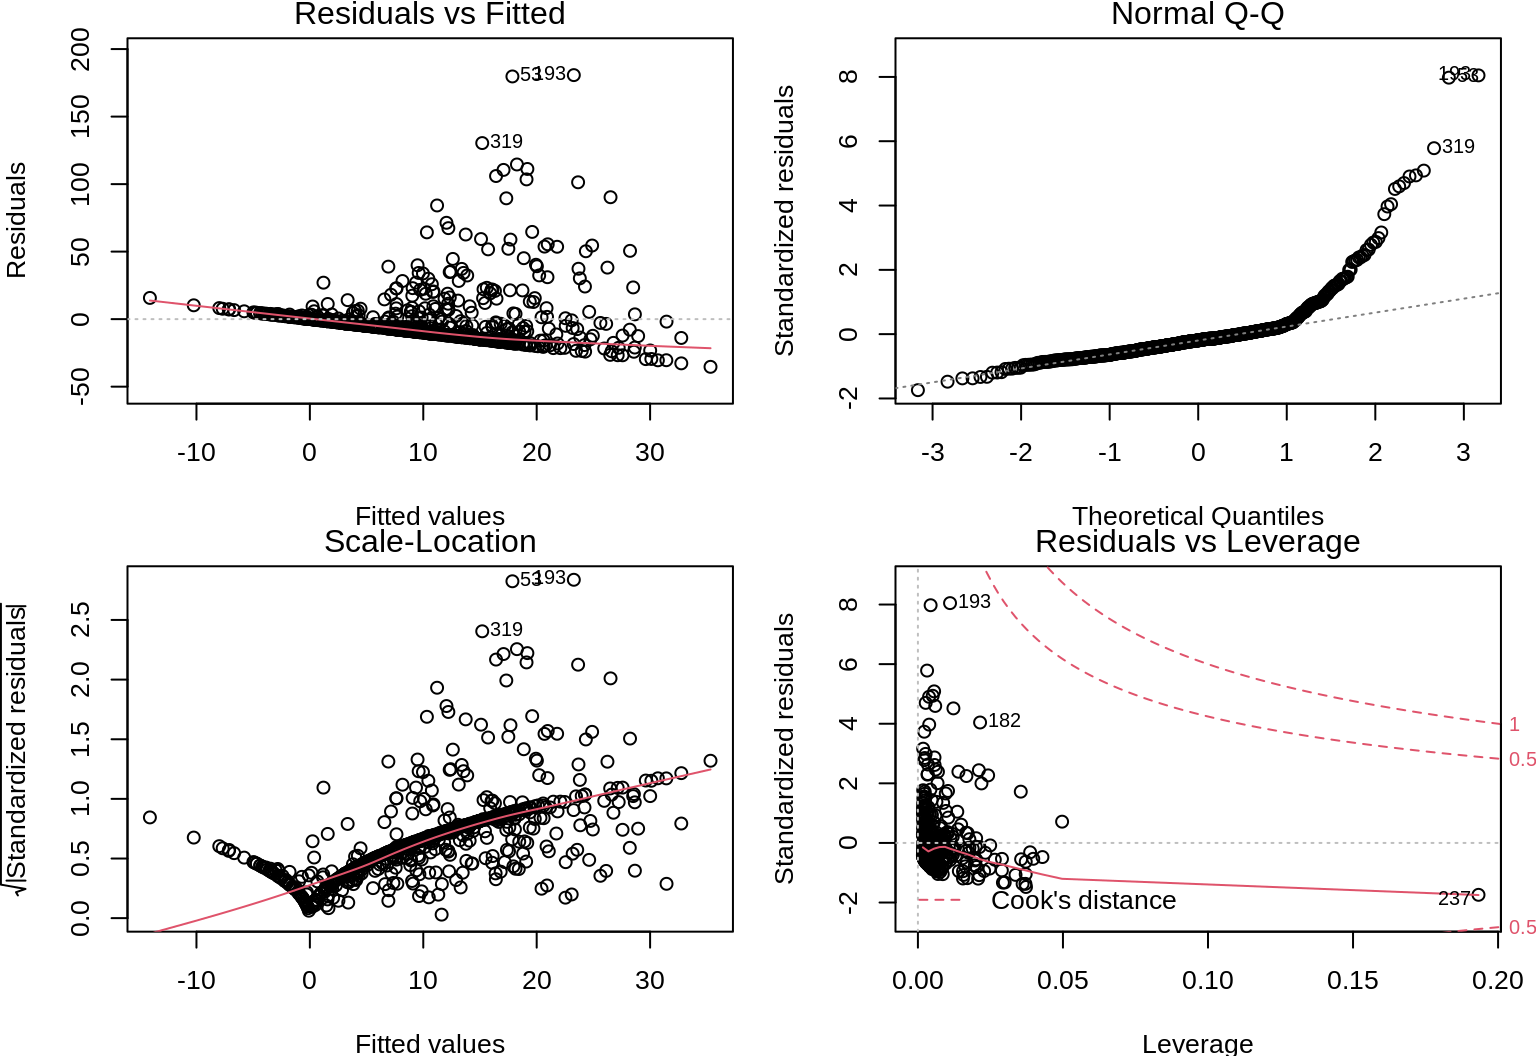 Residuals vs Fitted
Residuals
-50 0 50 100 150 200
53
193
319
-10 0 10 20 30
Fitted values
Normal Q-Q
Standardized residuals
-2 0 2 4 6 8
319
-3 -2 -1 0 1 2 3
Theoretical Quantiles
Scale-Location
√|Standardized residuals|
0.0 0.5 1.0 1.5 2.0 2.5
53
193
319
-10 0 10 20 30
Fitted values
Residuals vs Leverage
Standardized residuals
-2 0 2 4 6 8
193
182
237
1
0.5
0.5
Cook's distance
0.00 0.05 0.10 0.15 0.20
Leverage